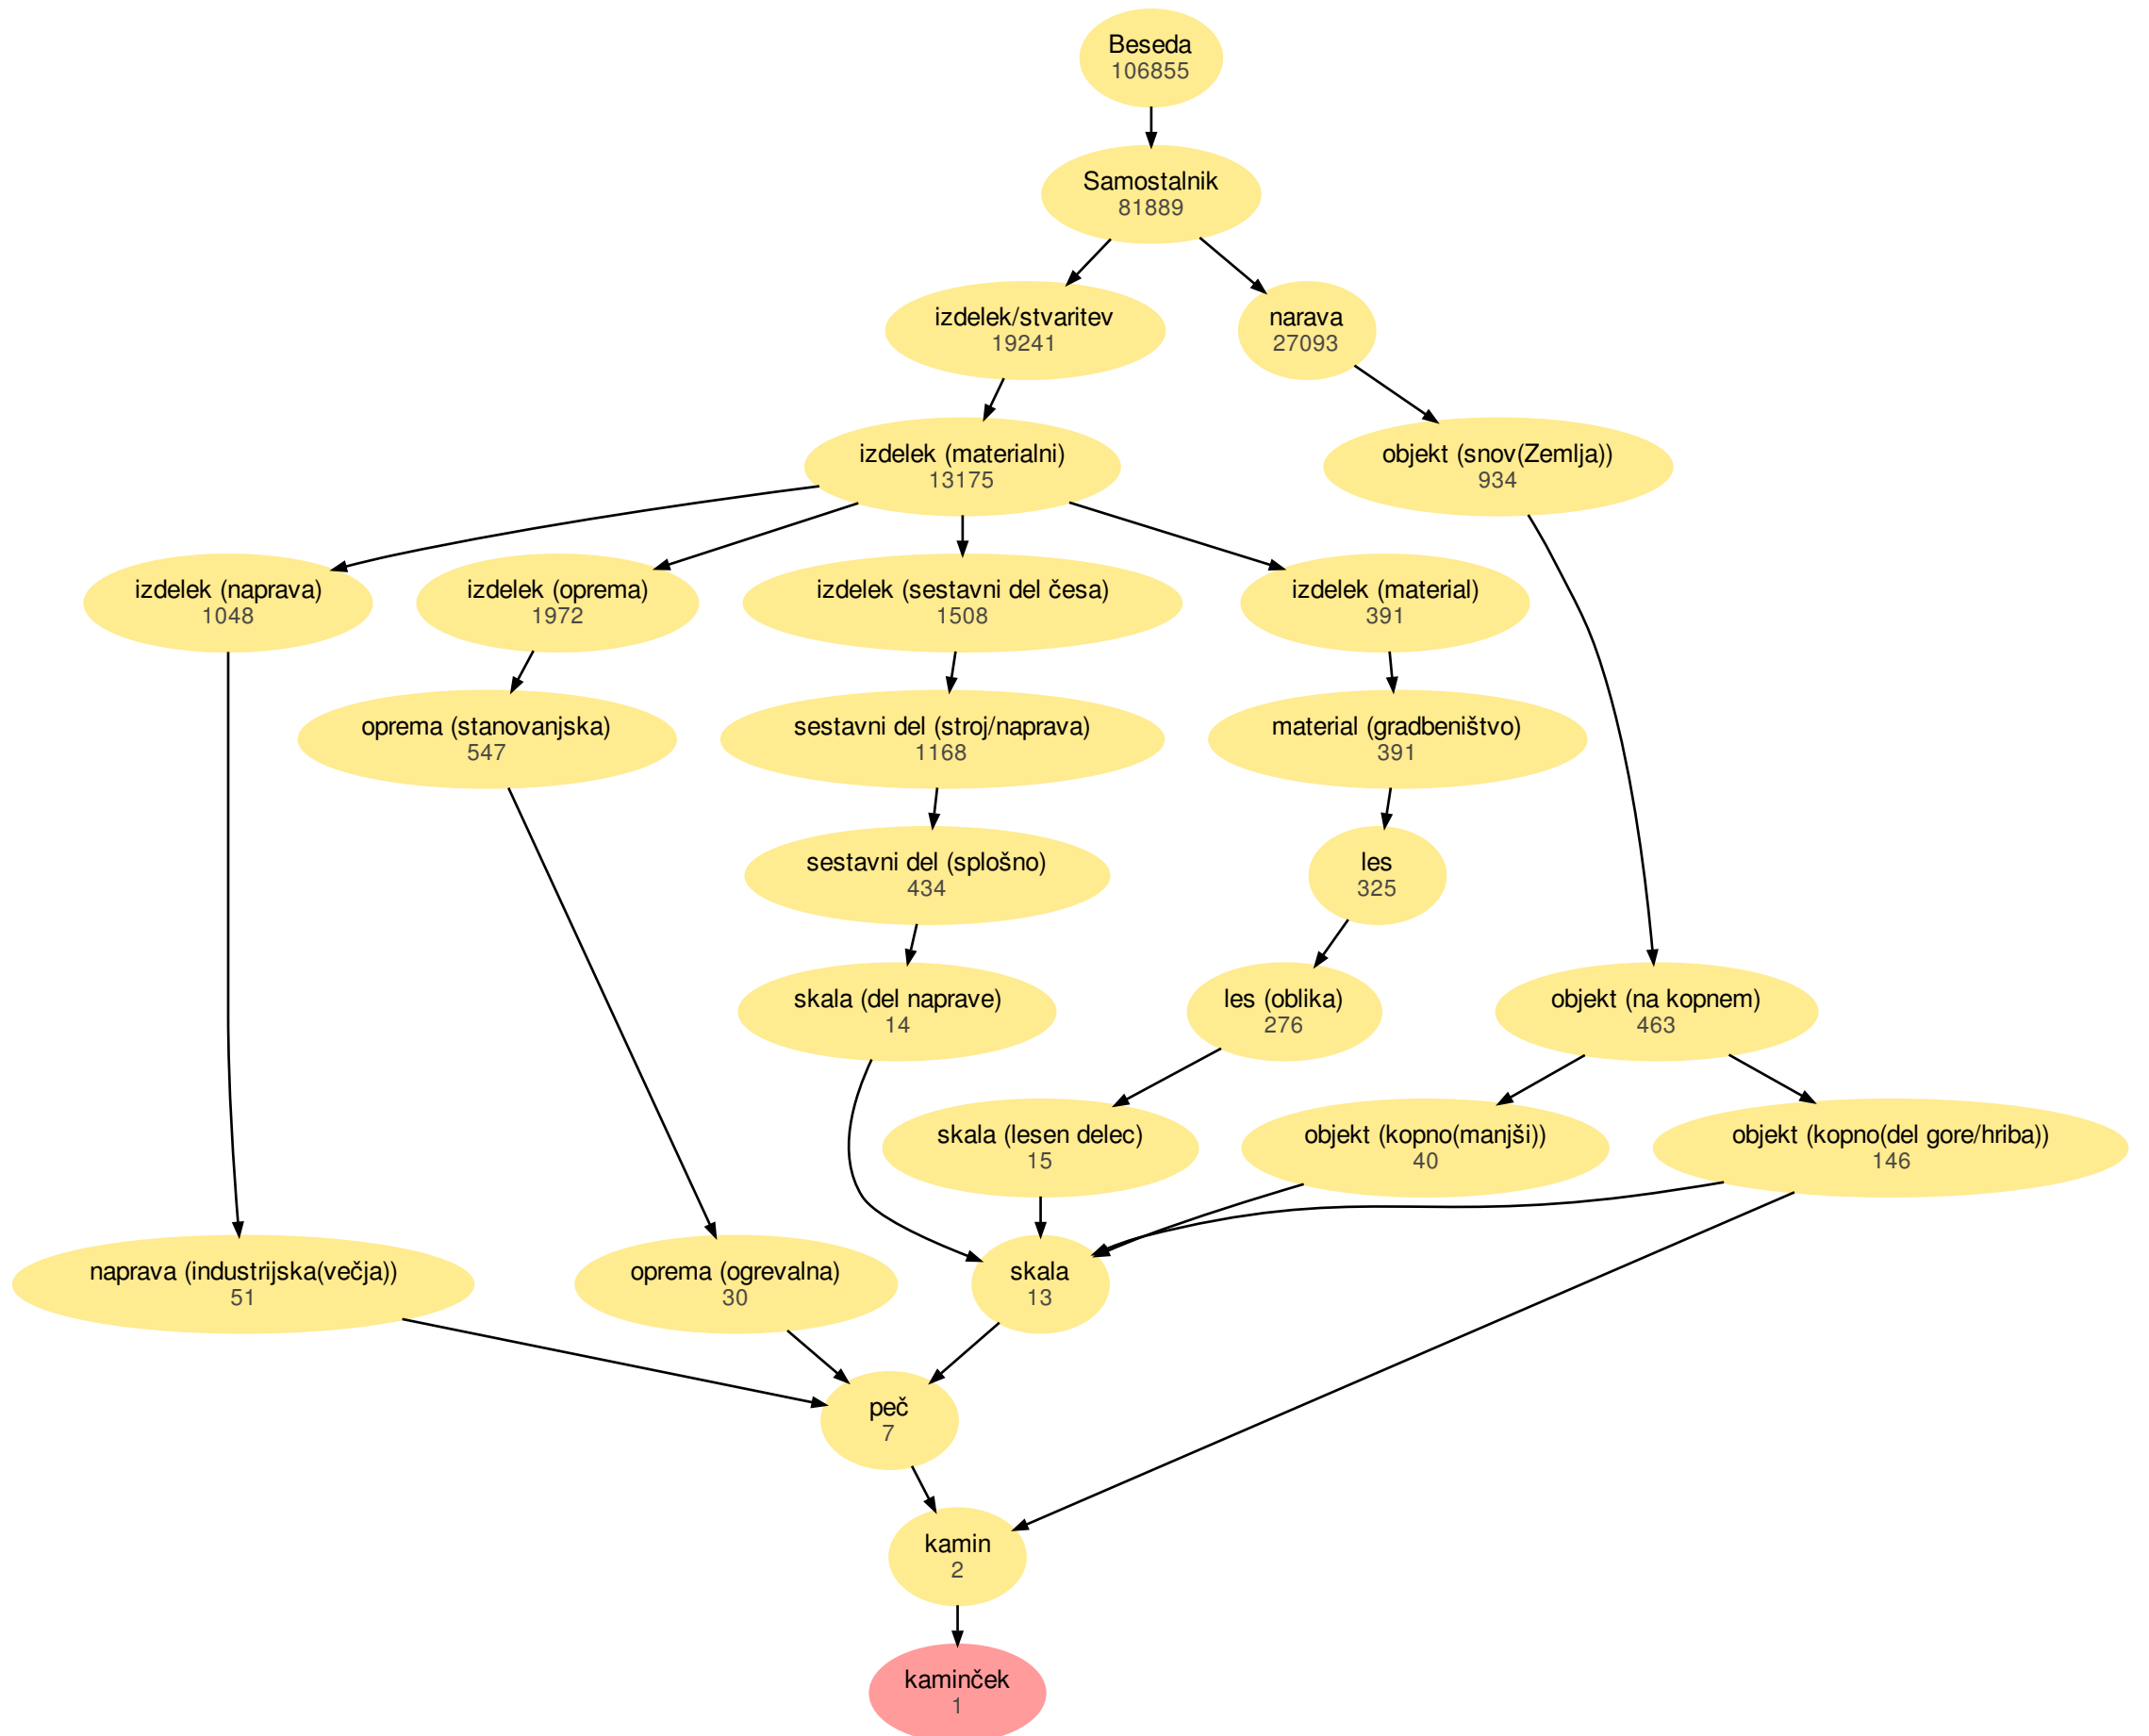 Beseda
106855
Samostalnik
81889
izdelek/stvaritev
19241
narava
27093
izdelek (materialni)
13175
objekt (snov(Zemlja))
934
izdelek (naprava)
1048
izdelek (oprema)
1972
izdelek (sestavni del česa)
1508
izdelek (material)
391
oprema (stanovanjska)
547
sestavni del (stroj/naprava)
1168
material (gradbeništvo)
391
sestavni del (splošno)
434
les
325
skala (del naprave)
14
les (oblika)
276
objekt (na kopnem)
463
skala (lesen delec)
15
objekt (kopno(manjši))
40
objekt (kopno(del gore/hriba))
146
naprava (industrijska(večja))
51
oprema (ogrevalna)
30
skala
13
peč
7
kamin
2
kaminček
1